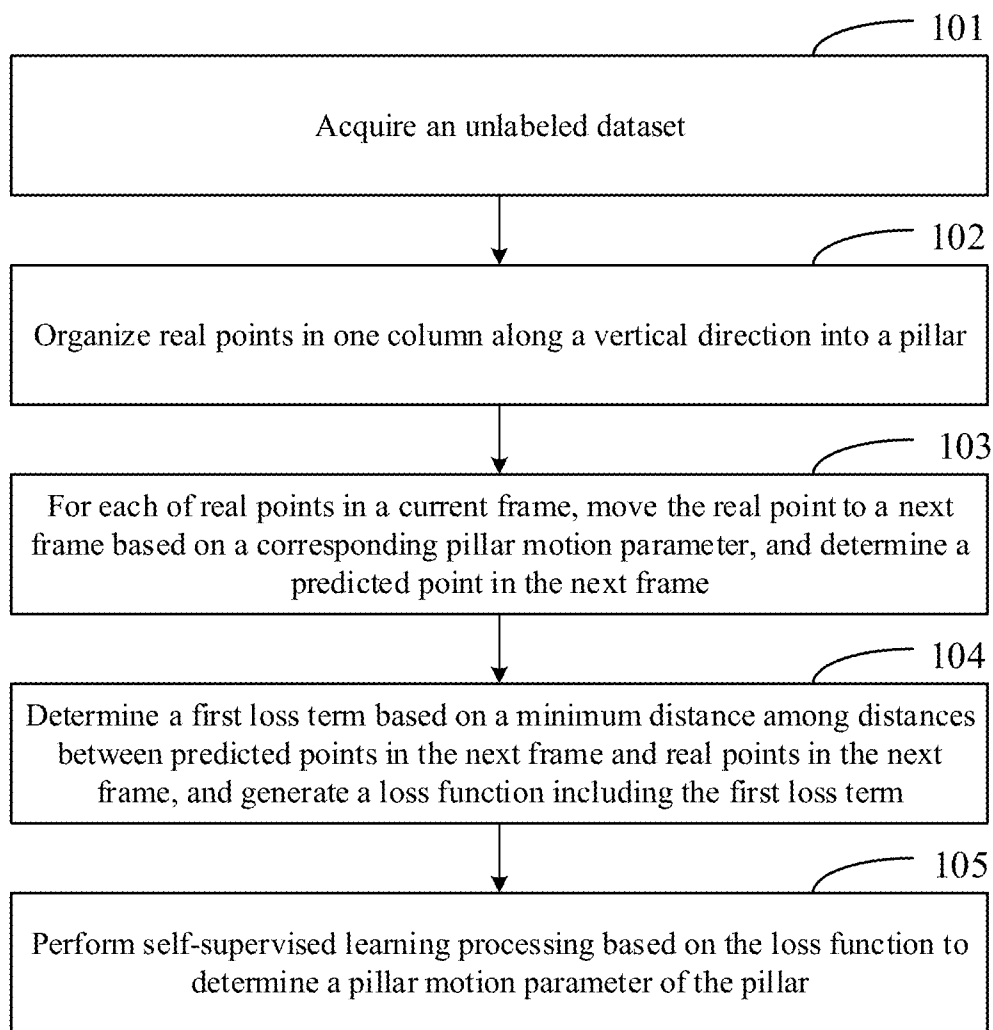 101
Acquire an unlabeled dataset
102
Organize real points in one column along a vertical direction into a pillar
103
For each of real points in a current frame, move the real point to a next
frame based on a corresponding pillar motion parameter, and determine a
predicted point in the next frame
104
Determine a first loss term based on a minimum distance among distances
between predicted points in the next frame and real points in the next
frame, and generate a loss function including the first loss term
105
Perform self-supervised learning processing based on the loss function to
determine a pillar motion parameter of the pillar